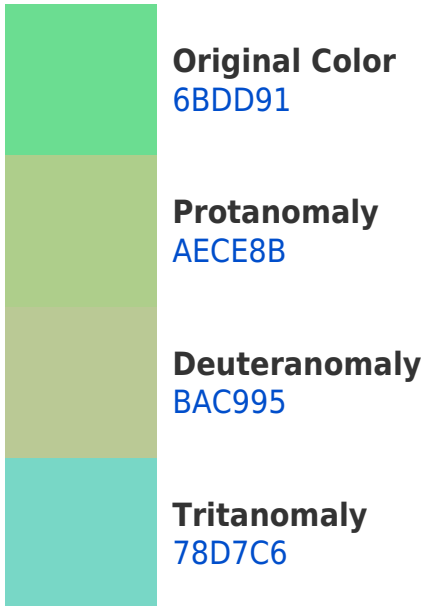 Original Color
6BDD91
Protanomaly
AECE8B
Deuteranomaly
BAC995
Tritanomaly
78D7C6